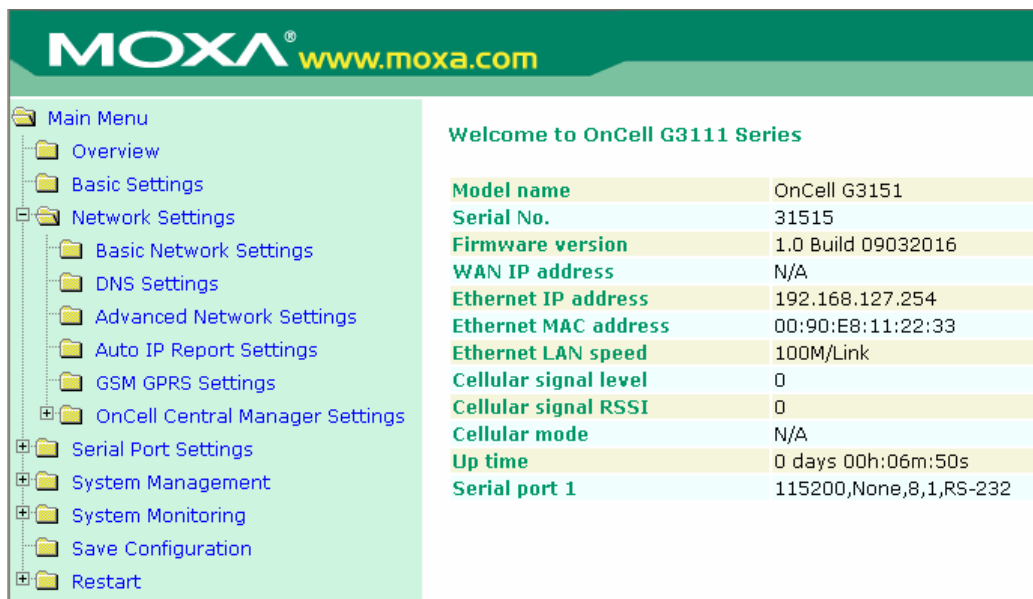 MOXA® www.moxa.com
Main Menu
Overview
Basic Settings
Network Settings
Basic Network Settings
DNS Settings
Advanced Network Settings
Auto IP Report Settings
GSM GPRS Settings
OnCell Central Manager Settings
Serial Port Settings
System Management
System Monitoring
Save Configuration
Restart
Welcome to OnCell G3111 Series
Model name OnCell G3151
Serial No. 31515
Firmware version 1.0 Build 09032016
WAN IP address N/A
Ethernet IP address 192.168.127.254
Ethernet MAC address 00:90:E8:11:22:33
Ethernet LAN speed 100M/Link
Cellular signal level 0
Cellular signal RSSI 0
Cellular mode N/A
Up time 0 days 00h:06m:50s
Serial port 1 115200,None,8,1,RS-232